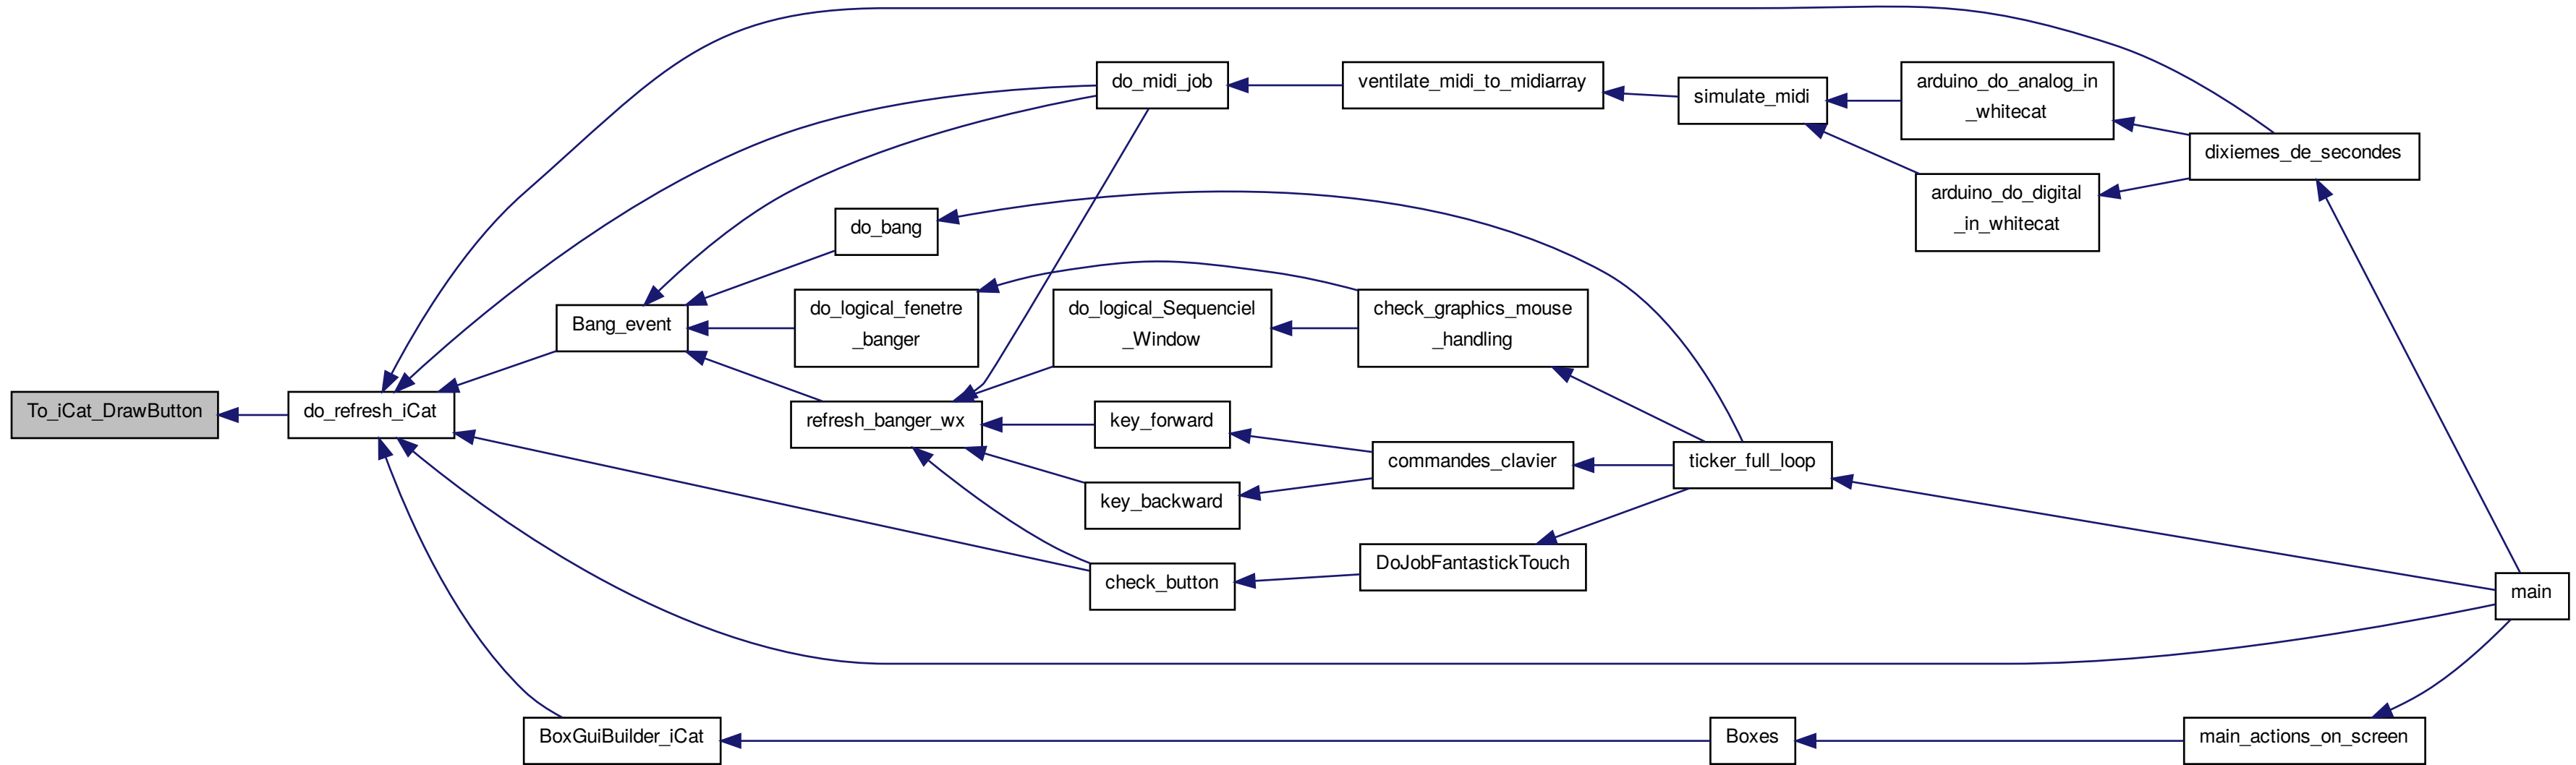 To_iCat_DrawButton
do_refresh_iCat
Bang_event
do_midi_job
ventilate_midi_to_midiarray
simulate_midi
arduino_do_analog_in
_whitecat
dixiemes_de_secondes
arduino_do_digital
_in_whitecat
do_bang
do_logical_fenetre
_banger
do_logical_Sequenciel
_Window
check_graphics_mouse
_handling
refresh_banger_wx
key_forward
key_backward
commandes_clavier
ticker_full_loop
check_button
DoJobFantastickTouch
main
BoxGuiBuilder_iCat
Boxes
main_actions_on_screen